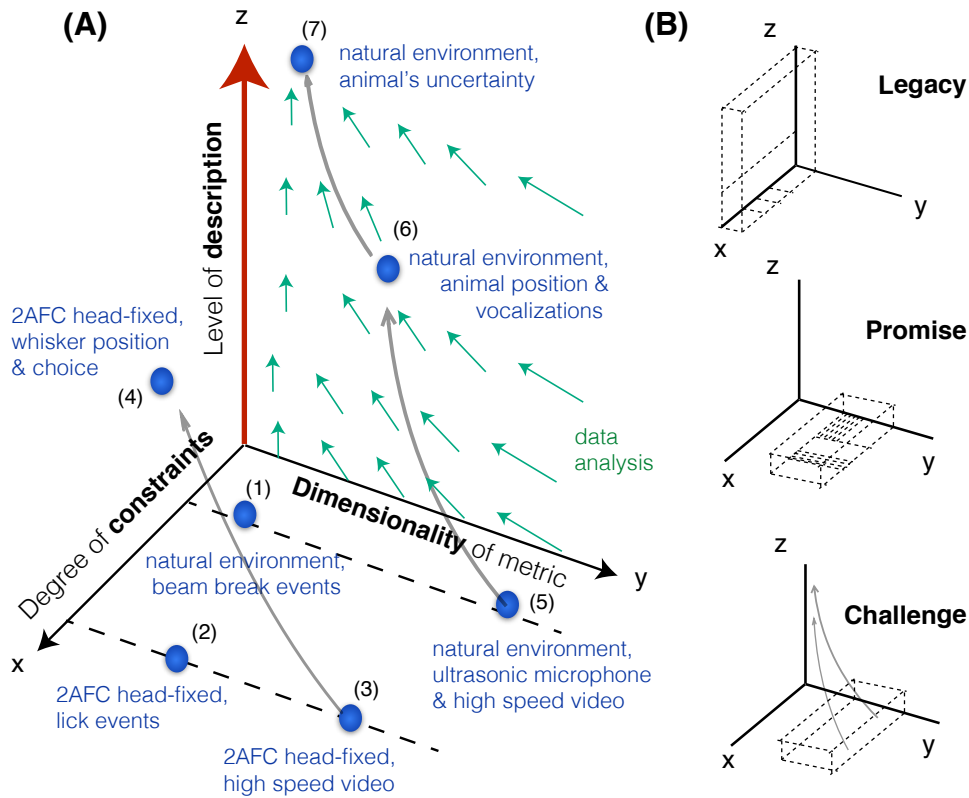 (A)
z
(7)
natural environment,
animal's uncertainty
Level of description
(6)
natural environment,
animal position &
vocalizations
2AFC head-fixed,
whisker position
& choice
(4)
data
analysis
Degree of constraints
Dimensionality of metric
(1)
natural environment,
beam break events
y
(5)
natural environment,
ultrasonic microphone
& high speed video
x
(2)
2AFC head-fixed,
lick events
(3)
2AFC head-fixed,
high speed video
(B)
z
Legacy
y
x
z
Promise
y
x
z
Challenge
y
x